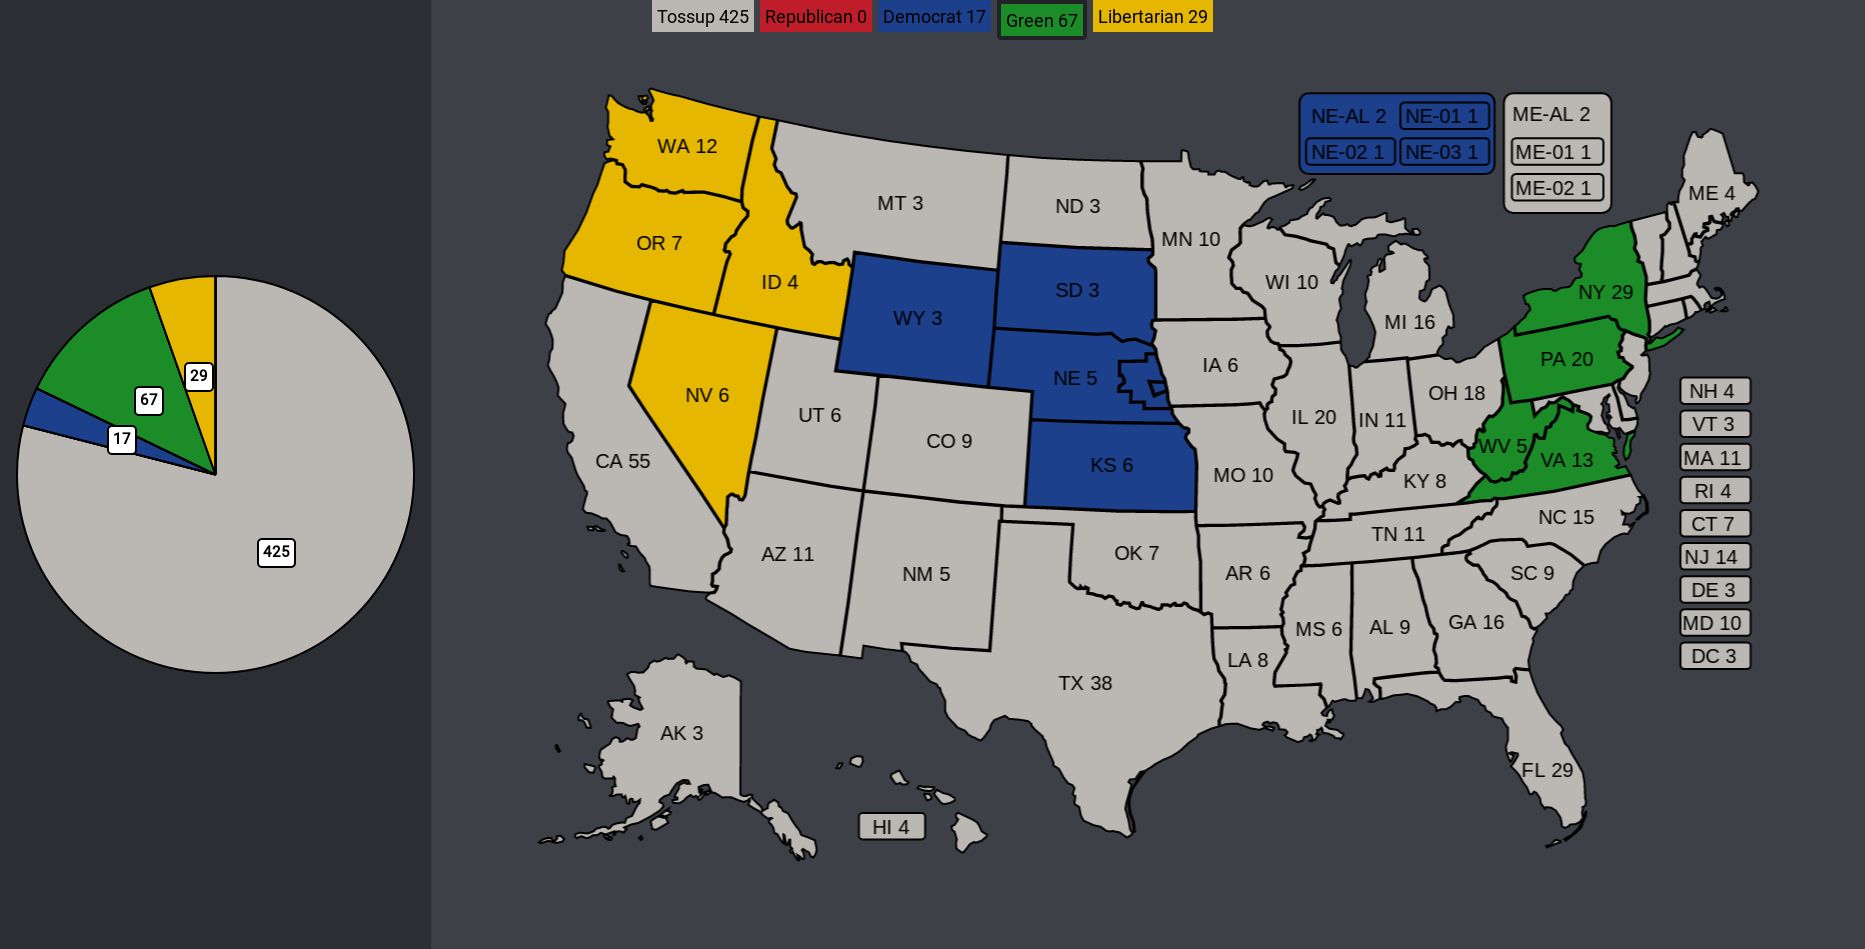 Tossup 425
Republican 0
Democrat 17
Green 67
Libertarian 29
NE-AL 2
NE-01 1
NE-02 1
NE-03 1
ME-AL 2
ME-01 1
ME-02 1
WA 12
OR 7
ID 4
MT 3
ND 3
MN 10
ME 4
WY 3
SD 3
WI 10
MI 16
NY 29
PA 20
NV 6
UT 6
CO 9
NE 5
IA 6
IL 20
IN 11
OH 18
CA 55
KS 6
MO 10
KY 8
WV 5
VA 13
AZ 11
NM 5
OK 7
AR 6
TN 11
NC 15
SC 9
TX 38
LA 8
MS 6
AL 9
GA 16
FL 29
AK 3
HI 4
NH 4
VT 3
MA 11
RI 4
CT 7
NJ 14
DE 3
MD 10
DC 3
29
67
17
425